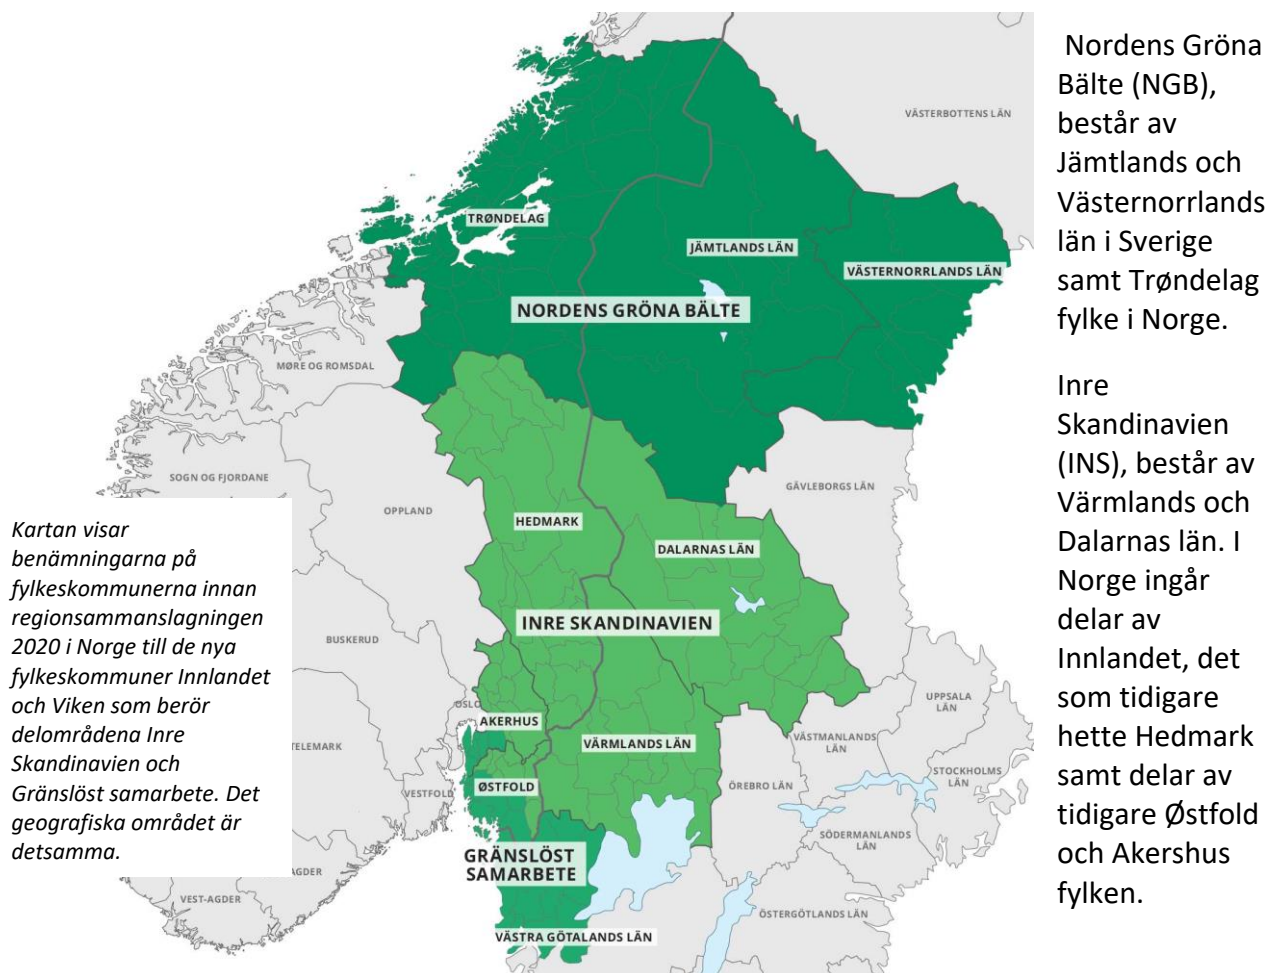 Nordens Gröna
Bälte (NGB),
består av
Jämtlands och
Västernorrlands
län i Sverige
samt Trøndelag
fylke i Norge.
Inre
Skandinavien
(INS), består av
Värmlands och
Dalarnas län. I
Norge ingår
delar av
Innlandet, det
som tidigare
hette Hedmark
samt delar av
tidigare Østfold
och Akershus
fylken.
VÄSTERBOTTENS LÄN
TRØNDELAG
JÄMTLANDS LÄN
VÄSTERNORRLANDS LÄN
NORDENS GRÖNA BÄLTE
MØRE OG ROMSDAL
SOGN OG FJORDANE
OPPLAND
GÄVLEBORGS LÄN
HEDMARK
DALARNAS LÄN
INRE SKANDINAVIEN
BUSKERUD
UPPSALA
LÄN
OSLO
AKERHUS
VÄRMLANDS LÄN
VÄSTMANLANDS
LÄN
TELEMARK
STOCKHOLMS
LÄN
ØSTFOLD
ÖREBRO LÄN
VESTFOLD
SÖDERMANLANDS
LÄN
GRÄNSLÖST
SAMARBETE
AGDER
VEST-AGDER
ÖSTERGÖTLANDS LÄN
VÄSTRA GÖTALANDS LÄN
Kartan visar
benämningarna på
fylkeskommunerna innan
regionsammanslagningen
2020 i Norge till de nya
fylkeskommuner Innlandet
och Viken som berör
delområdena Inre
Skandinavien och
Gränslöst samarbete. Det
geografiska området är
detsamma.